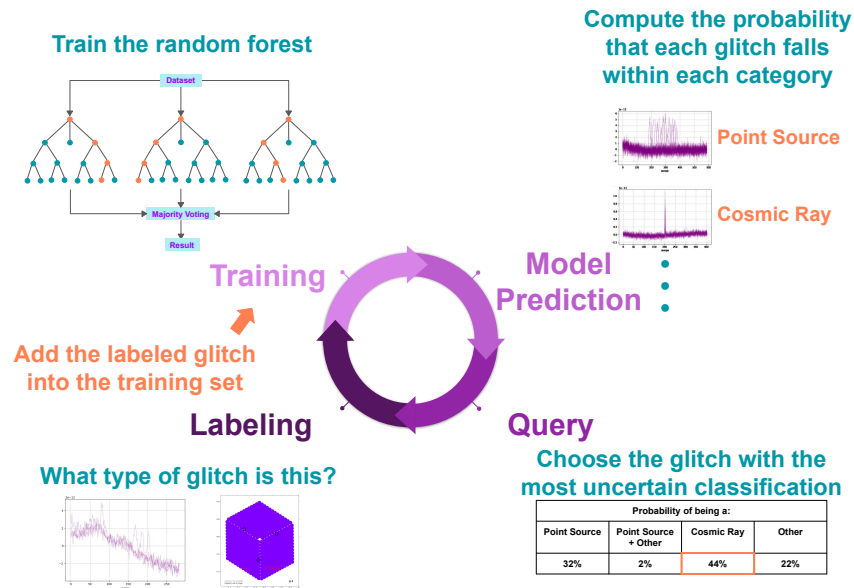 Train the random forest
Dataset
Majority Voting
Result
Compute the probability
that each glitch falls
within each category
Point Source
Cosmic Ray
Training
Model
Prediction
Add the labeled glitch
into the training set
Labeling
Query
What type of glitch is this?
Choose the glitch with the
most uncertain classification
Probability of being a:
Point Source
Point Source
+ Other
Cosmic Ray
Other
32%
2%
44%
22%